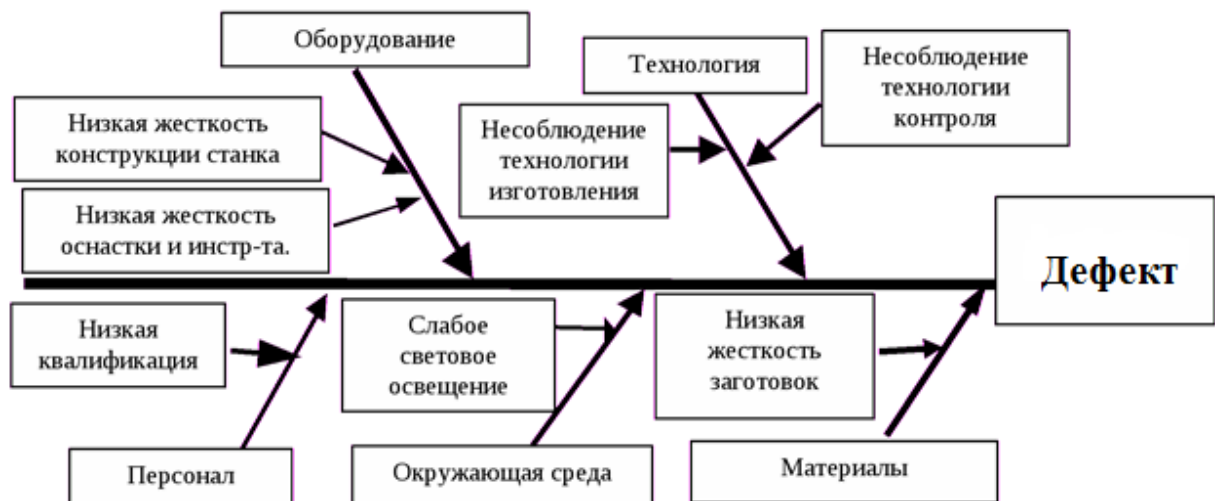 Оборудование
Технология
Несоблюдение
технологии
контроля
Низкая жесткость
конструкции станка
Несоблюдение
технологии
изготовления
Низкая жесткость
оснастки и инстр-та.
Дефект
Низкая
квалификация
Слабое
световое
освещение
Низкая
жесткость
заготовок
Персонал
Окружающая среда
Материалы